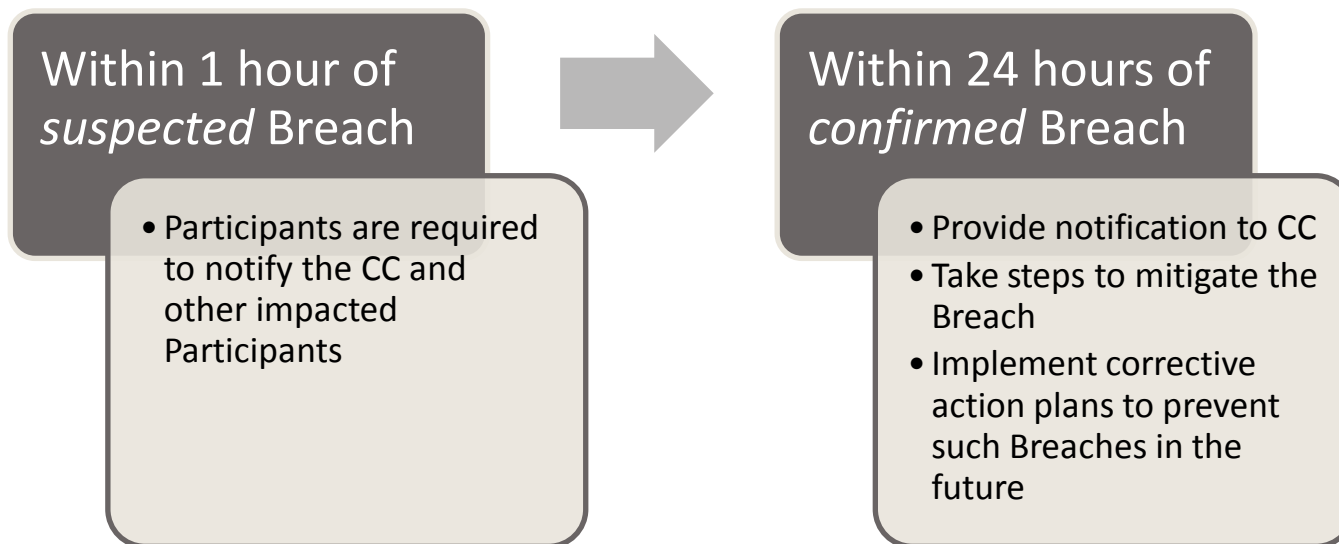 Within 1 hour of
suspected Breach
• Participants are required
to notify the CC and
other impacted
Participants
Within 24 hours of
confirmed Breach
• Provide notification to CC
• Take steps to mitigate the
Breach
• Implement corrective
action plans to prevent
such Breaches in the
future